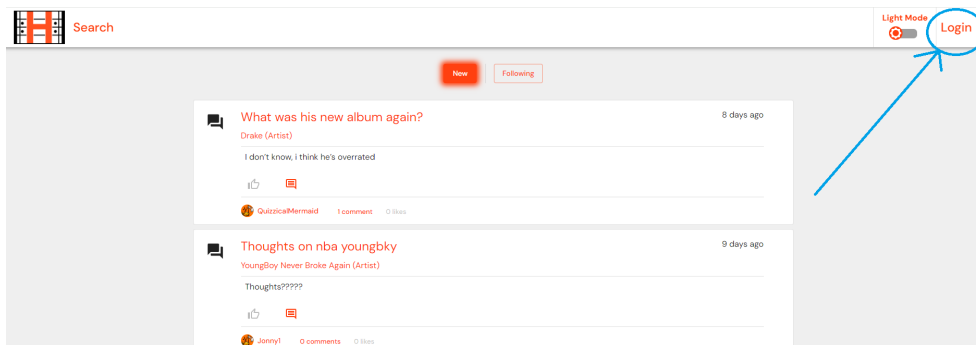 Search
Light Mode
Login
New
Following
What was his new album again?
8 days ago
Drake (Artist)
I don't know, i think he's overrated
QuizzicalMermaid 1 comment 0 likes
Thoughts on nba youngbky
9 days ago
YoungBoy Never Broke Again (Artist)
Thoughts?????
Janny1 0 comments 0 likes